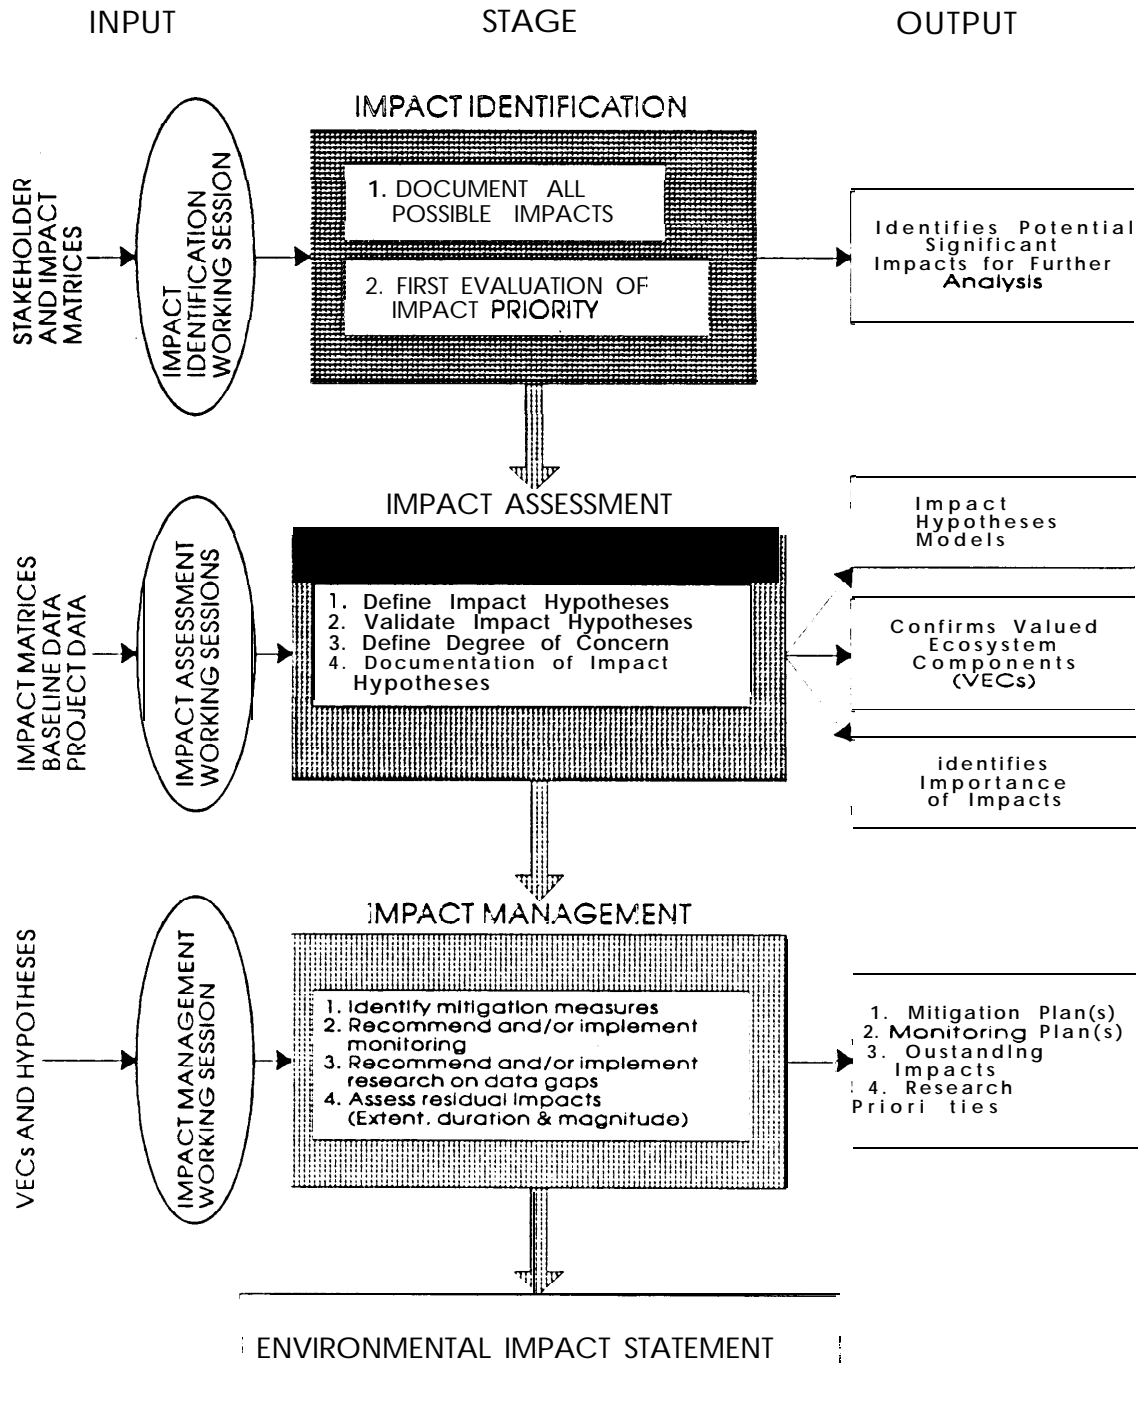 INPUT
STAGE
OUTPUT
STAKEHOLDER
AND IMPACT
MATRICES
IMPACT
IDENTIFICATION
WORKING SESSION
IMPACT IDENTIFICATION
1. DOCUMENT ALL
POSSIBLE IMPACTS
2. FIRST EVALUATION OF
IMPACT PRIORITY
Identifies Potential
Significant
Impacts for Further
Analysis
IMPACT MATRICES
BASELINE DATA
PROJECT DATA
IMPACT ASSESSMENT
WORKING SESSIONS
IMPACT ASSESSMENT
1. Define Impact Hypotheses
2. Validate Impact Hypotheses
3. Define Degree of Concern
4. Documentation of Impact
Hypotheses
Impact
Hypotheses
Models
Confirms Valued
Ecosystem
Components
(VECs)
identifies
Importance
of Impacts
VECs AND HYPOTHESES
IMPACT MANAGEMENT
WORKING SESSION
IMPACT MANAGEMENT
1. Identify mitigation measures
2. Recommend and/or implement
monitoring
3. Recommend and/or implement
research on data gaps
4. Assess residual impacts
(Extent, duration & magnitude)
1. Mitigation Plan(s)
2. Monitoring Plan(s)
3. Oustanding
Impacts
4. Research
Priori ties
ENVIRONMENTAL IMPACT STATEMENT